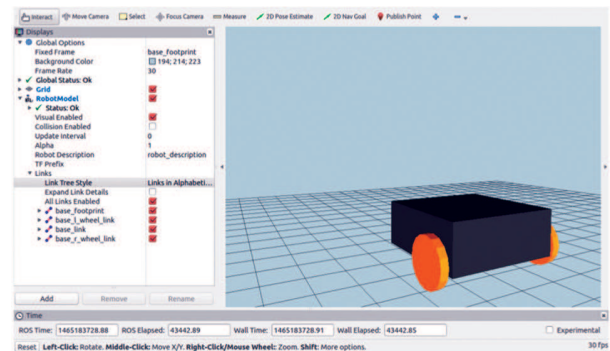 Interact Move Camera Select Focus Camera Measure 2D Pose Estimate 2D Nav Goal Publish Point
Displays
Global Options
Fixed Frame base_footprint
Background Color 194; 214; 223
Frame Rate 30
Global Status: Ok
Grid
RobotModel
Status: Ok
Visual Enabled
Collision Enabled
Update Interval 0
Alpha 1
Robot Description robot_description
TF Prefix
Links
Link Tree Style Links in Alphabeti...
Expand Link Details
All Links Enabled
base_footprint
base_l_wheel_link
base_link
base_r_wheel_link
Add Remove Rename
Time
ROS Time: 1465183728.88 ROS Elapsed: 43442.89 Wall Time: 1465183728.91 Wall Elapsed: 43442.85 Experimental
Reset Left-Click: Rotate. Middle-Click: Move X/Y. Right-Click/Mouse Wheel: Zoom. Shift: More options. 30 fps